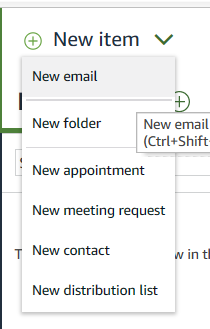 New item
New email
New folder
New email
(Ctrl+Shift+
New appointment
New meeting request
New contact
New distribution list